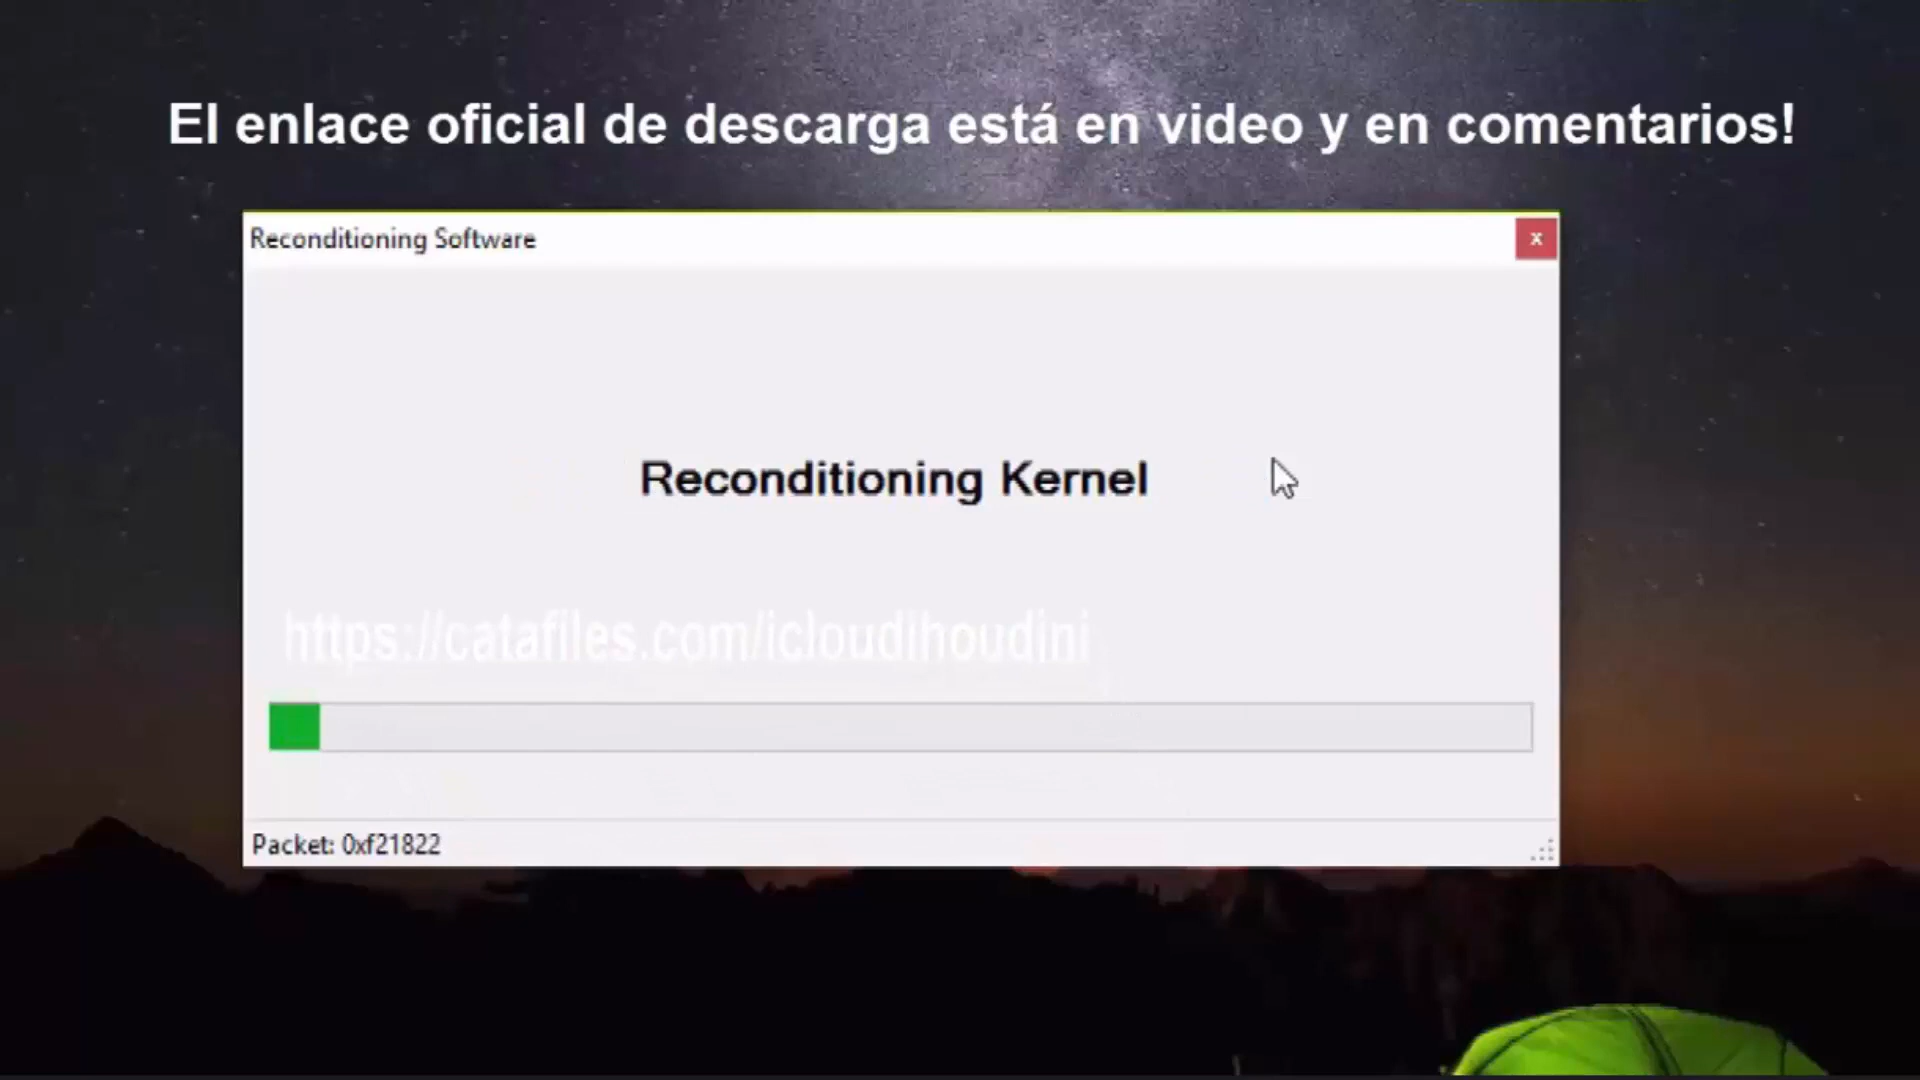 El enlace oficial de descarga está en video y en comentarios!
Reconditioning Software
x
Reconditioning Kernel
https://catafiles.com/icloudihoudini
Packet: 0xf21822